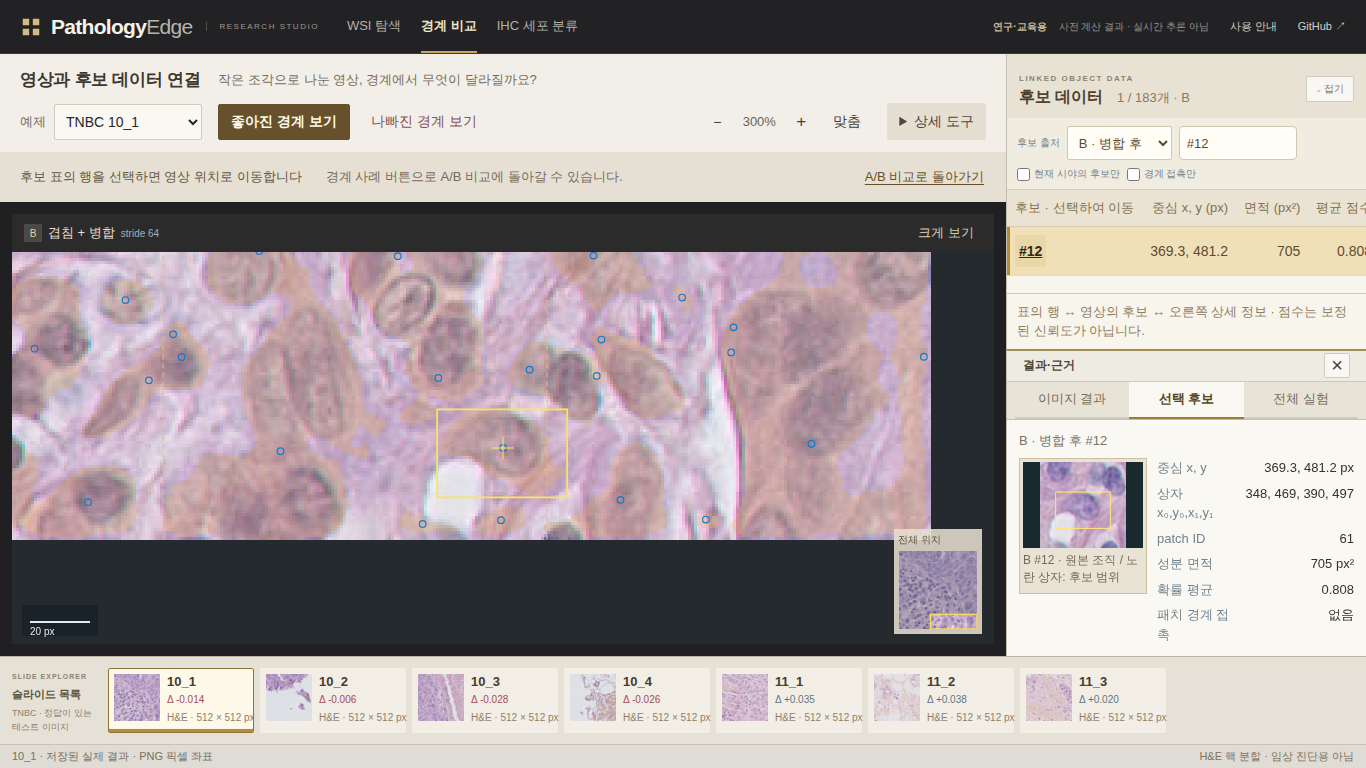 PathologyEdge
RESEARCH STUDIO
WSI 탐색
경계 비교
IHC 세포 분류
연구·교육용
사전 계산 결과 · 실시간 추론 아님
사용 안내
GitHub ↗
영상과 후보 데이터 연결
작은 조각으로 나눈 영상, 경계에서 무엇이 달라질까요?
예제
TNBC 10_1
좋아진 경계 보기
나빠진 경계 보기
−
300%
+
맞춤
▶ 상세 도구
후보 표의 행을 선택하면 영상 위치로 이동합니다
경계 사례 버튼으로 A/B 비교에 돌아갈 수 있습니다.
A/B 비교로 돌아가기
B 겹침 + 병합 stride 64
크게 보기
전체 위치
20 px
LINKED OBJECT DATA
후보 데이터
1 / 183개 · B
접기
후보 출처
B · 병합 후
#12
현재 시야의 후보만
경계 접촉만
후보 · 선택하여 이동 중심 x, y (px) 면적 (px²) 평균 점수
#12 369.3, 481.2 705 0.808
표의 행 ↔ 영상의 후보 ↔ 오른쪽 상세 정보 · 점수는 보정
된 신뢰도가 아닙니다.
결과·근거
✕
이미지 결과
선택 후보
전체 실험
B · 병합 후 #12
B #12 · 원본 조직 / 노
란 상자: 후보 범위
중심 x, y 369.3, 481.2 px
상자 348, 469, 390, 497
x₀,y₀,x₁,y₁
patch ID 61
성분 면적 705 px²
확률 평균 0.808
패치 경계 접 없음
촉
SLIDE EXPLORER
슬라이드 목록
TNBC · 정답이 있는
테스트 이미지
10_1
Δ -0.014
H&E · 512 × 512 px
10_2
Δ -0.006
H&E · 512 × 512 px
10_3
Δ -0.028
H&E · 512 × 512 px
10_4
Δ -0.026
H&E · 512 × 512 px
11_1
Δ +0.035
H&E · 512 × 512 px
11_2
Δ +0.038
H&E · 512 × 512 px
11_3
Δ +0.020
H&E · 512 × 512 px
10_1 · 저장된 실제 결과 · PNG 픽셀 좌표
H&E 핵 분할 · 임상 진단용 아님